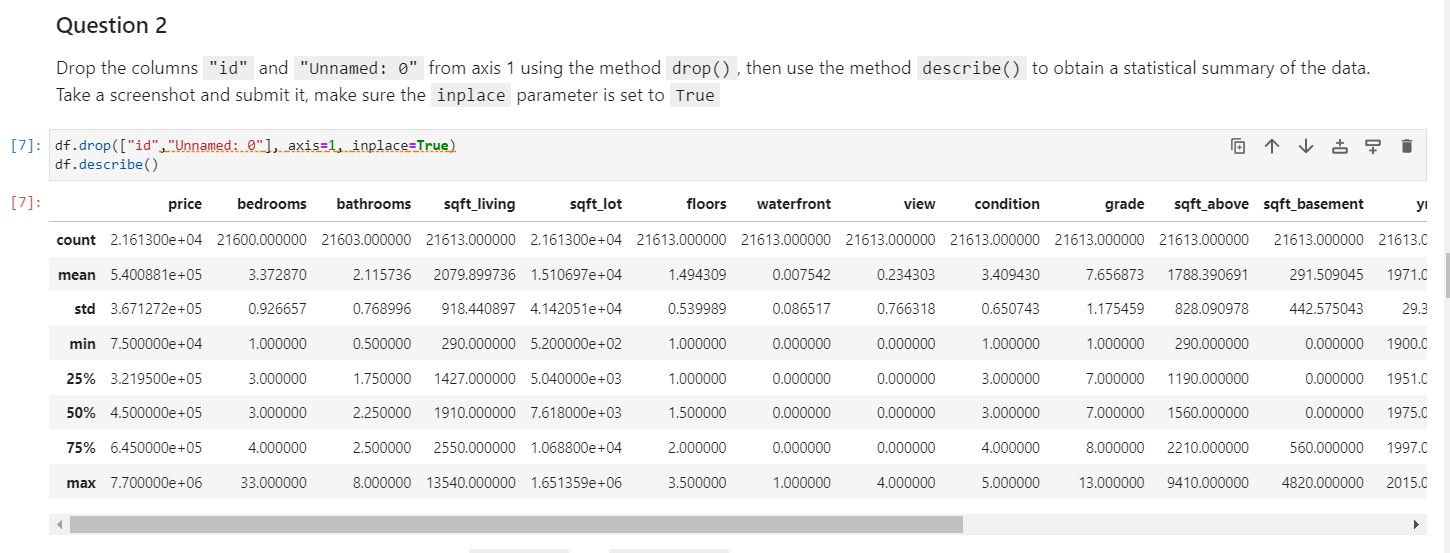 Question 2
Drop the columns "id" and "Unnamed: 0" from axis 1 using the method drop(), then use the method describe() to obtain a statistical summary of the data.
Take a screenshot and submit it, make sure the inplace parameter is set to True
[7]: df.drop(["id","Unnamed: 0"], axis=1, inplace=True)
df.describe()
[7]:
price bedrooms bathrooms sqft_living sqft_lot floors waterfront view condition grade sqft_above sqft_basement
count 2.161300e+04 21600.000000 21603.000000 21613.000000 2.161300e+04 21613.000000 21613.000000 21613.000000 21613.000000 21613.000000 21613.000000 21613.000000 21613.0
mean 5.400881e+05 3.372870 2.115736 2079.899736 1.510697e+04 1.494309 0.007542 0.234303 3.409430 7.656873 1788.390691 291.509045 1971.0
std 3.671272e+05 0.926657 0.768996 918.440897 4.142051e+04 0.539989 0.086517 0.766318 0.650743 1.175459 828.090978 442.575043 29.3
min 7.500000e+04 1.000000 0.500000 290.000000 5.200000e+02 1.000000 0.000000 0.000000 1.000000 1.000000 290.000000 0.000000 1900.0
25% 3.219500e+05 3.000000 1.750000 1427.000000 5.040000e+03 1.000000 0.000000 0.000000 3.000000 7.000000 1190.000000 0.000000 1951.0
50% 4.500000e+05 3.000000 2.250000 1910.000000 7.618000e+03 1.500000 0.000000 0.000000 3.000000 7.000000 1560.000000 0.000000 1975.0
75% 6.450000e+05 4.000000 2.500000 2550.000000 1.068800e+04 2.000000 0.000000 0.000000 4.000000 8.000000 2210.000000 560.000000 1997.0
max 7.700000e+06 33.000000 8.000000 13540.000000 1.651359e+06 3.500000 1.000000 4.000000 5.000000 13.000000 9410.000000 4820.000000 2015.0